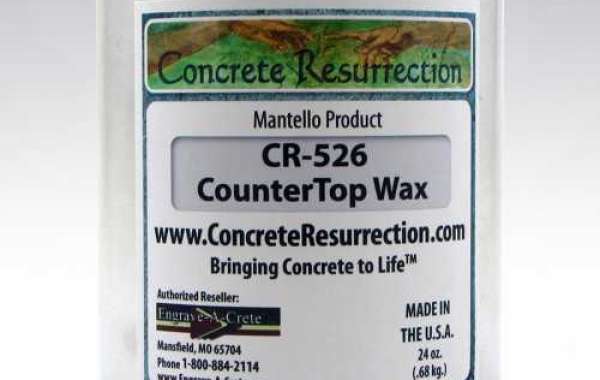 Concrete Resurrection
Mantello Product
CR-526
CounterTop Wax
www.ConcreteResurrection.com
Bringing Concrete to Life™
Authorized Reseller:
Engrave-A-Crete
Mansfield, MO 65704
Phone 1-800-884-2114
MADE IN
THE U.S.A.
24 oz.
(.68 kg.)